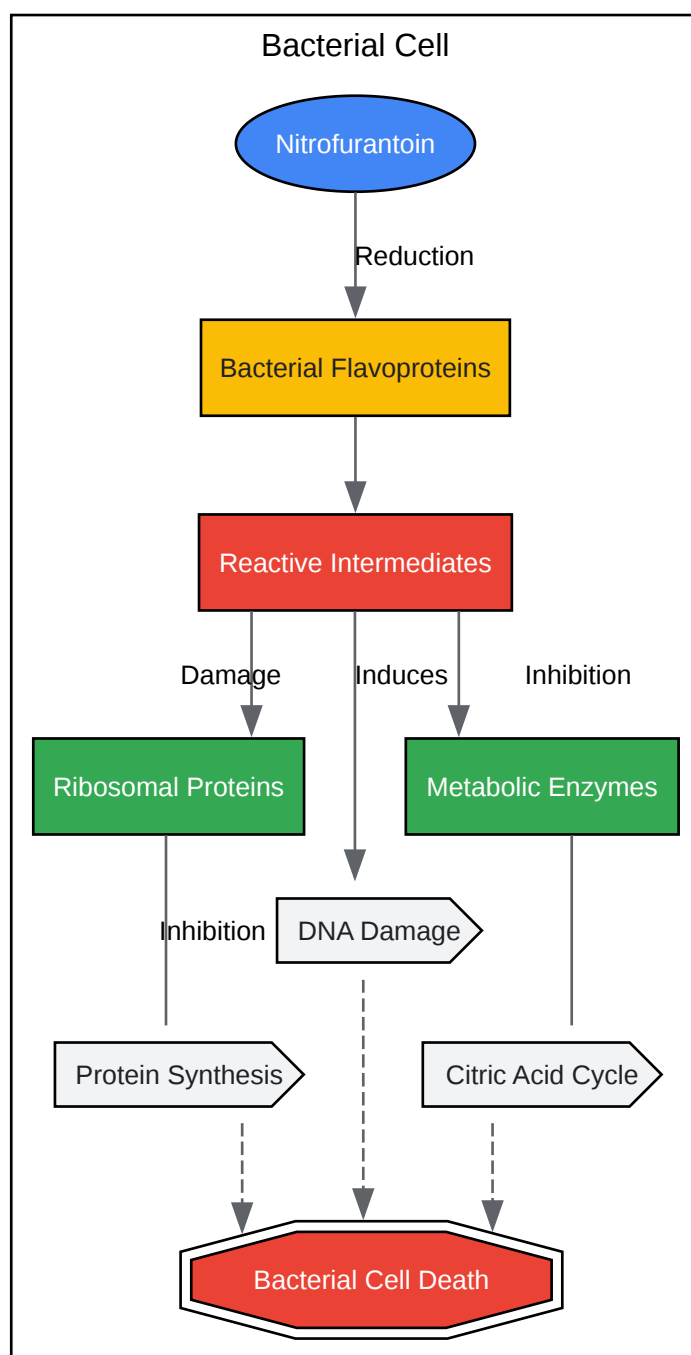 Bacterial Cell
Nitrofurantoin
Reduction
Bacterial Flavoproteins
Reactive Intermediates
Damage
Induces
Inhibition
Ribosomal Proteins
Metabolic Enzymes
Inhibition
DNA Damage
Protein Synthesis
Citric Acid Cycle
Bacterial Cell Death